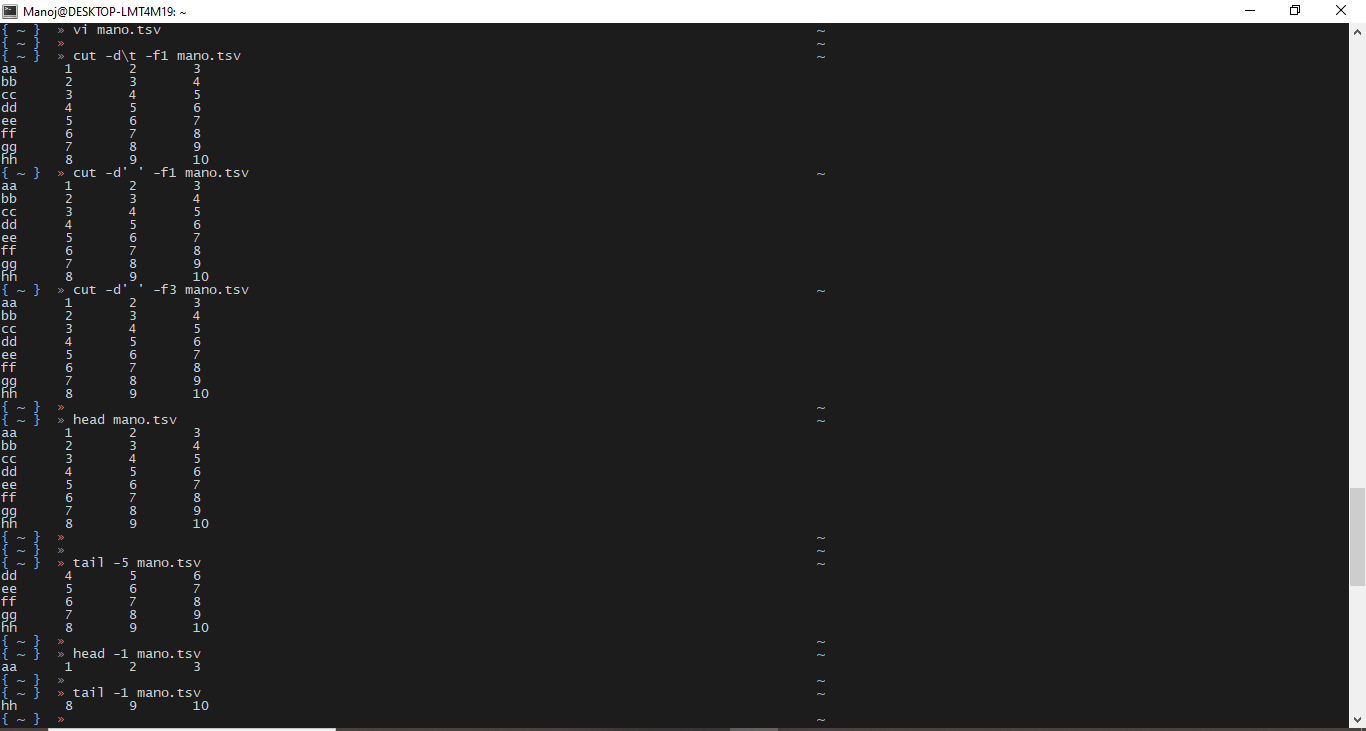 Manoj@DESKTOP-LMT4M19: ~
{ ~ } » vi mano.tsv ~
{ ~ } » ~
{ ~ } » cut -d\t -f1 mano.tsv ~
aa 1 2 3
bb 2 3 4
cc 3 4 5
dd 4 5 6
ee 5 6 7
ff 6 7 8
gg 7 8 9
hh 8 9 10
{ ~ } » cut -d' ' -f1 mano.tsv ~
aa 1 2 3
bb 2 3 4
cc 3 4 5
dd 4 5 6
ee 5 6 7
ff 6 7 8
gg 7 8 9
hh 8 9 10
{ ~ } » cut -d' ' -f3 mano.tsv ~
aa 1 2 3
bb 2 3 4
cc 3 4 5
dd 4 5 6
ee 5 6 7
ff 6 7 8
gg 7 8 9
hh 8 9 10
{ ~ } » ~
{ ~ } » head mano.tsv ~
aa 1 2 3
bb 2 3 4
cc 3 4 5
dd 4 5 6
ee 5 6 7
ff 6 7 8
gg 7 8 9
hh 8 9 10
{ ~ } » ~
{ ~ } » ~
{ ~ } » tail -5 mano.tsv ~
dd 4 5 6
ee 5 6 7
ff 6 7 8
gg 7 8 9
hh 8 9 10
{ ~ } » ~
{ ~ } » head -1 mano.tsv ~
aa 1 2 3
{ ~ } » ~
{ ~ } » tail -1 mano.tsv ~
hh 8 9 10
{ ~ } » ~